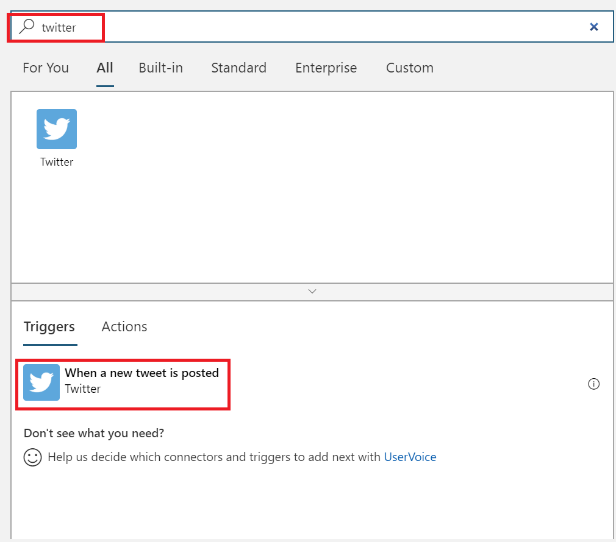 twitter
For You All Built-in Standard Enterprise Custom
Twitter
Triggers Actions
When a new tweet is posted
Twitter
Don't see what you need?
Help us decide which connectors and triggers to add next with UserVoice